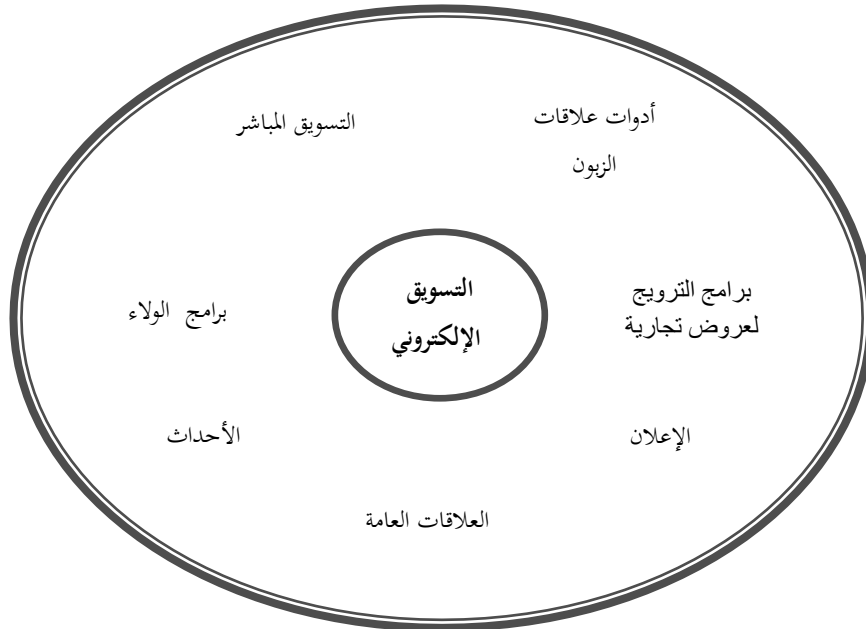 أدوات علاقات
الزبون
التسويق المباشر
برامج الترويج
لعروض تجارية
التسويق
الإلكتروني
برامج الولاء
الإعلان
الأحداث
العلاقات العامة